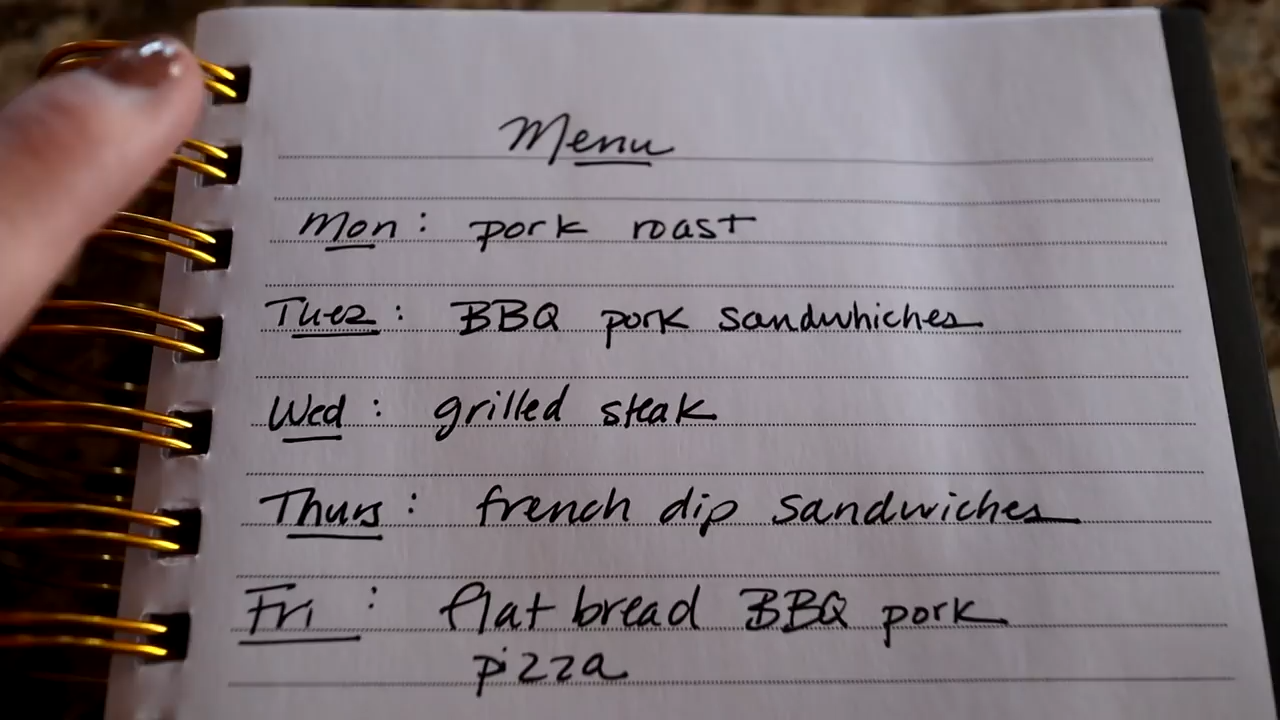 Menu
Mon: pork roast
Tues: BBQ pork sandwhiches
Wed: grilled steak
Thurs: french dip sandwiches
Fri: flat bread BBQ pork
pizza